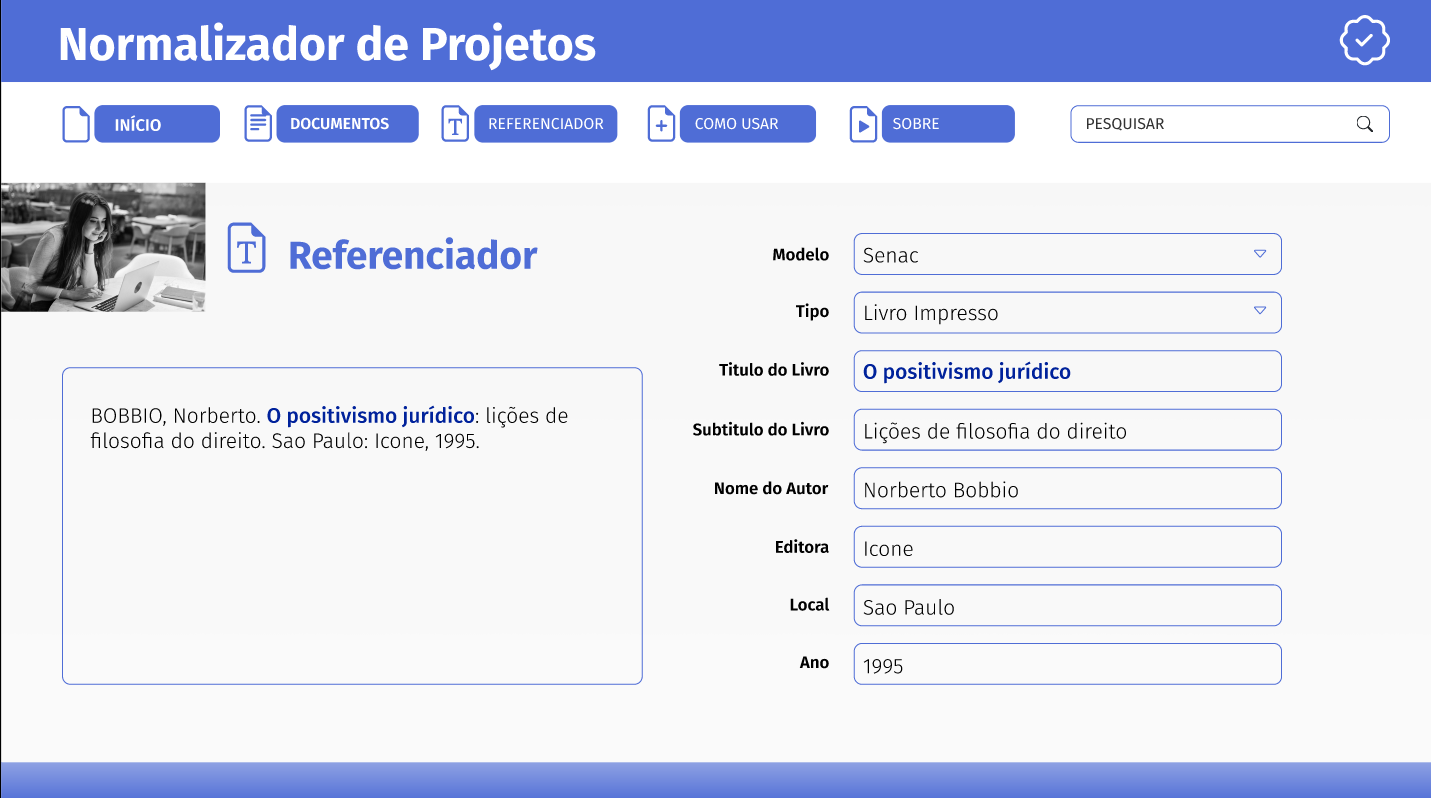 Normalizador de Projetos
INÍCIO
DOCUMENTOS
T
REFERENCIADOR
COMO USAR
SOBRE
PESQUISAR
T
Referenciador
BOBBIO, Norberto. O positivismo jurídico: lições de
filosofia do direito. Sao Paulo: Icone, 1995.
Modelo
Senac
Tipo
Livro Impresso
Titulo do Livro
O positivismo jurídico
Subtitulo do Livro
Lições de filosofia do direito
Nome do Autor
Norberto Bobbio
Editora
Icone
Local
Sao Paulo
Ano
1995